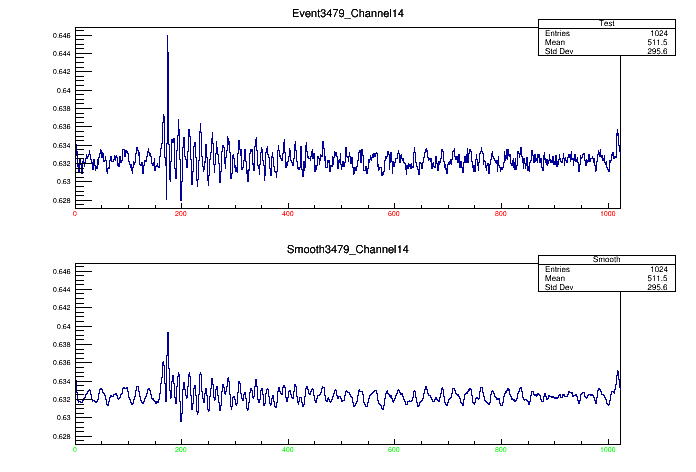 Event3479_Channel14
Test
Entries 1024
Mean 511.5
Std Dev 295.6
0.646
0.644
0.642
0.64
0.638
0.636
0.634
0.632
0.63
0.628
0 200 400 600 800 1000
Smooth3479_Channel14
Smooth
Entries 1024
Mean 511.5
Std Dev 295.6
0.646
0.644
0.642
0.64
0.638
0.636
0.634
0.632
0.63
0.628
0 200 400 600 800 1000